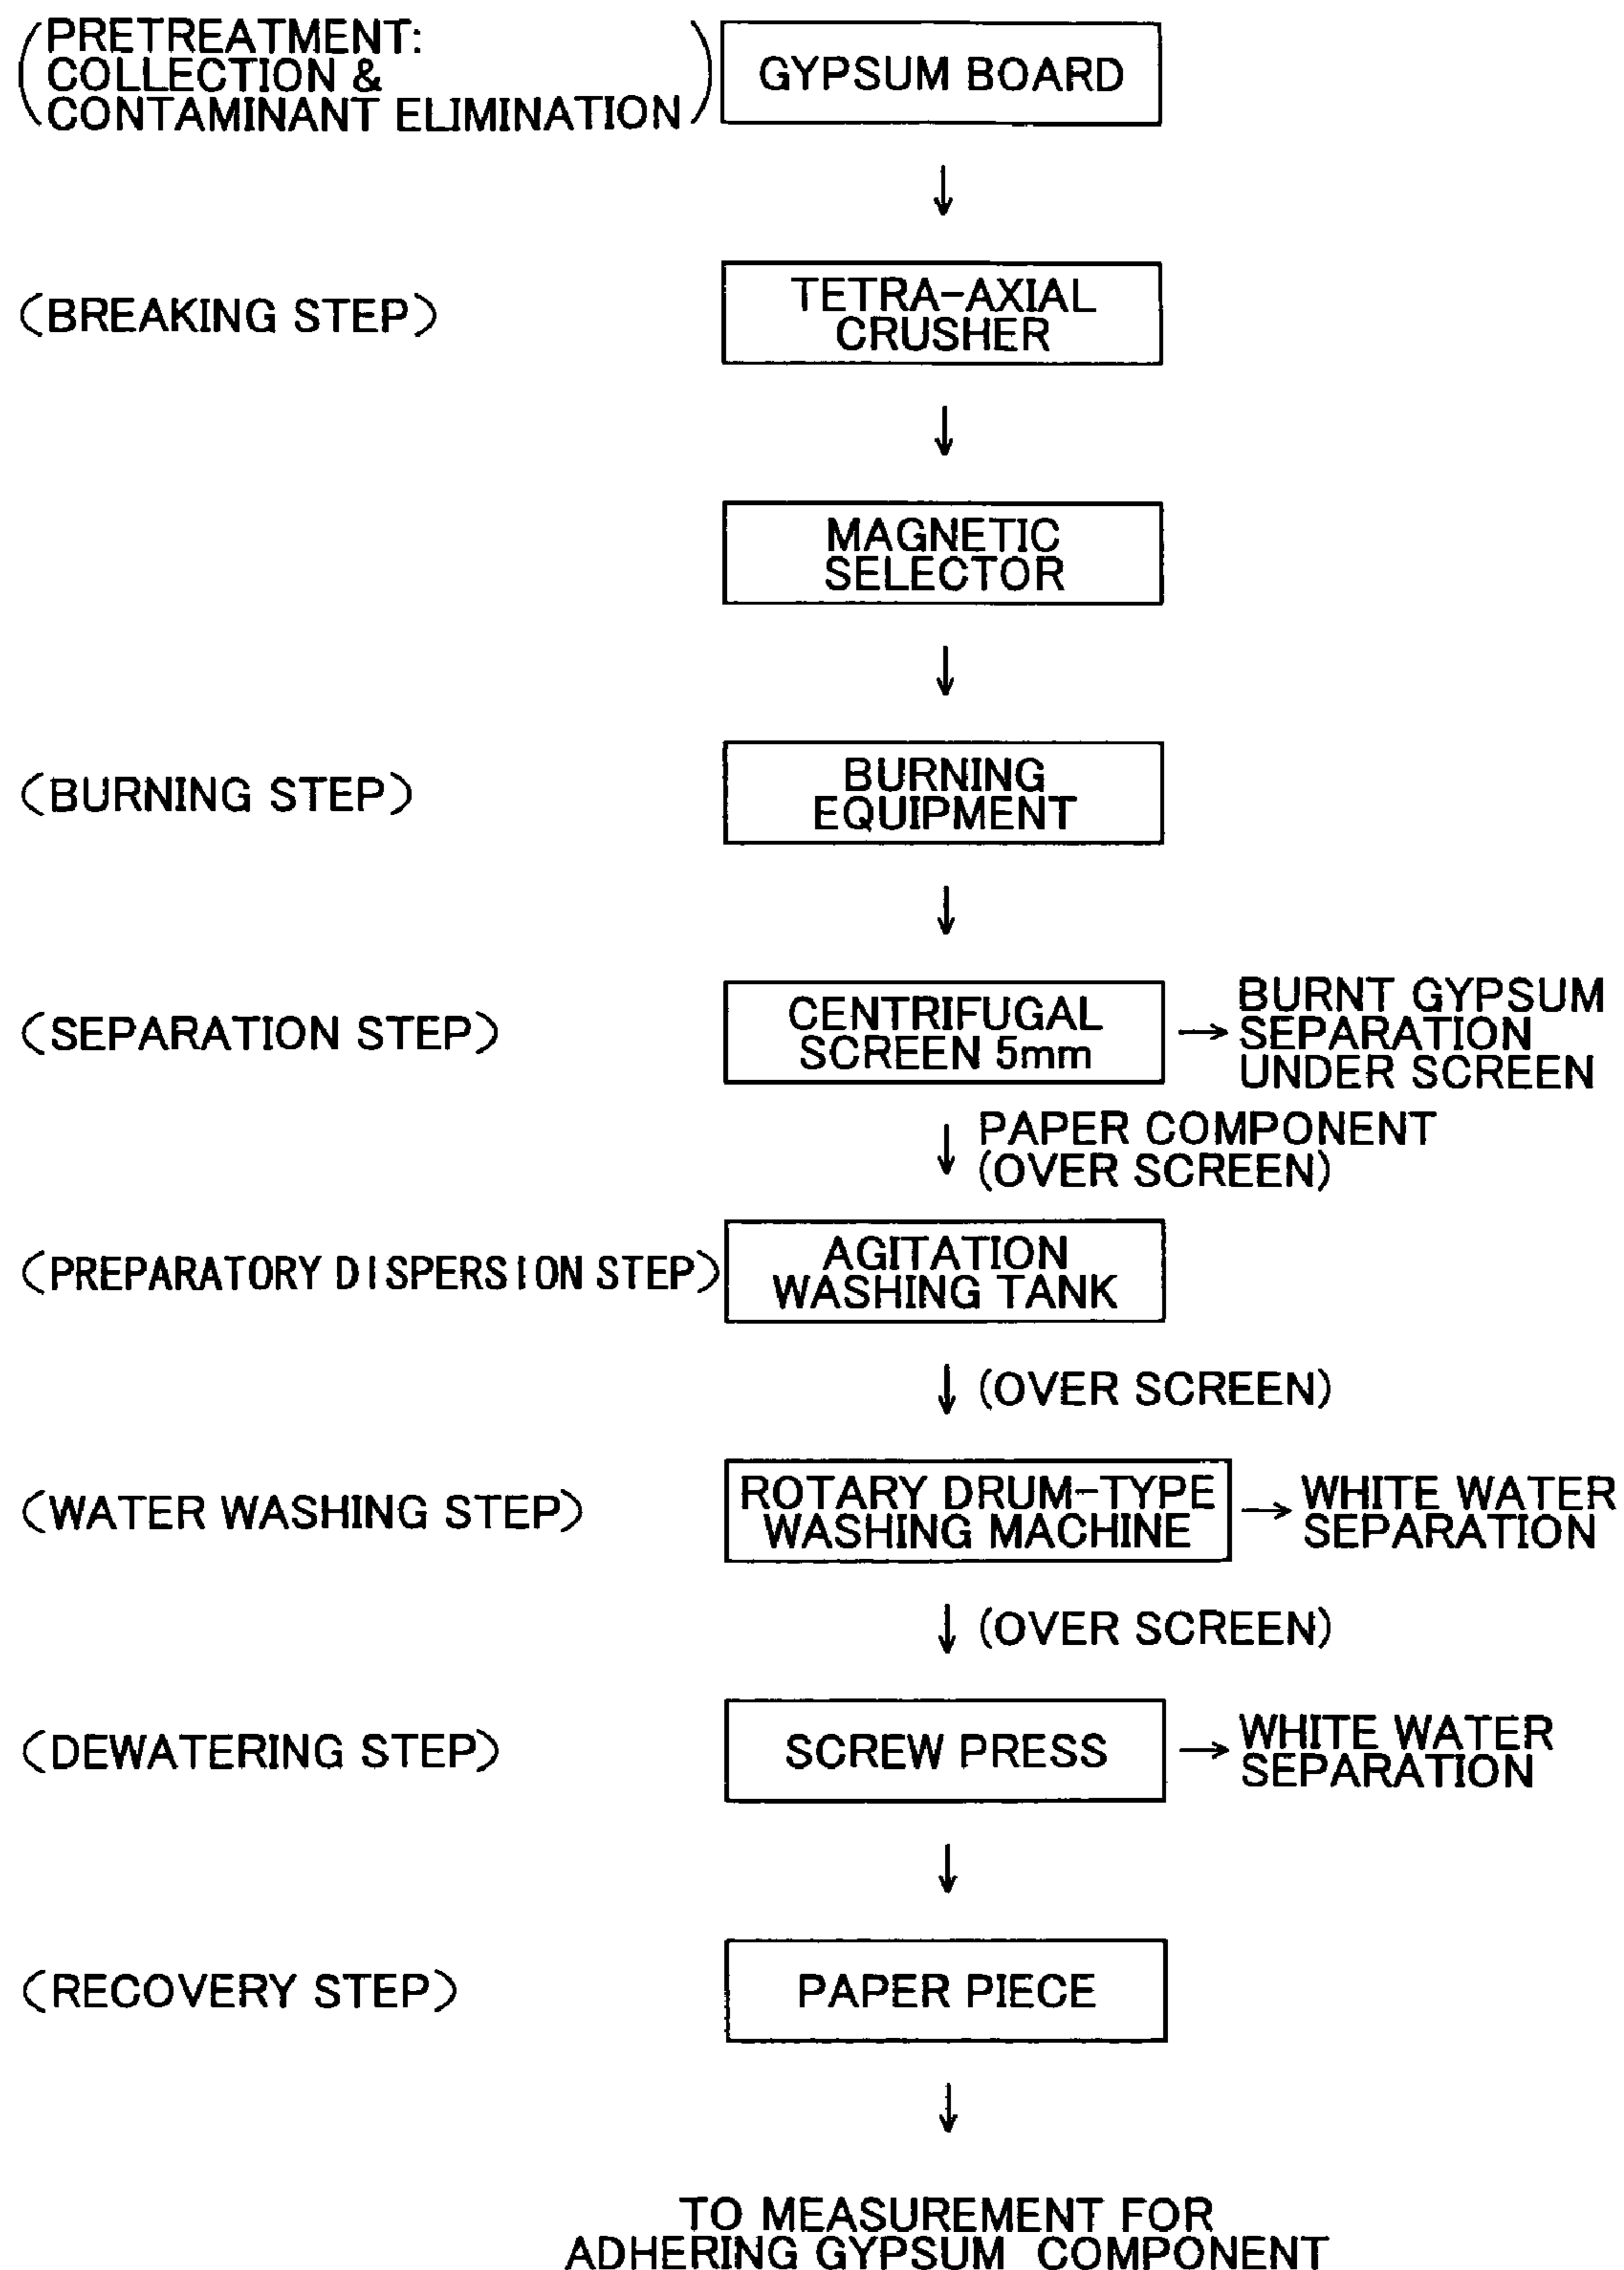 (PRETREATMENT:
COLLECTION &
CONTAMINANT ELIMINATION)
GYPSUM BOARD
(BREAKING STEP)
TETRA-AXIAL
CRUSHER
MAGNETIC
SELECTOR
(BURNING STEP)
BURNING
EQUIPMENT
(SEPARATION STEP)
CENTRIFUGAL
SCREEN 5mm
BURNT GYPSUM
SEPARATION
UNDER SCREEN
PAPER COMPONENT
(OVER SCREEN)
(PREPARATORY DISPERSION STEP)
AGITATION
WASHING TANK
(OVER SCREEN)
(WATER WASHING STEP)
ROTARY DRUM-TYPE
WASHING MACHINE
WHITE WATER
SEPARATION
(OVER SCREEN)
(DEWATERING STEP)
SCREW PRESS
WHITE WATER
SEPARATION
(RECOVERY STEP)
PAPER PIECE
TO MEASUREMENT FOR
ADHERING GYPSUM COMPONENT